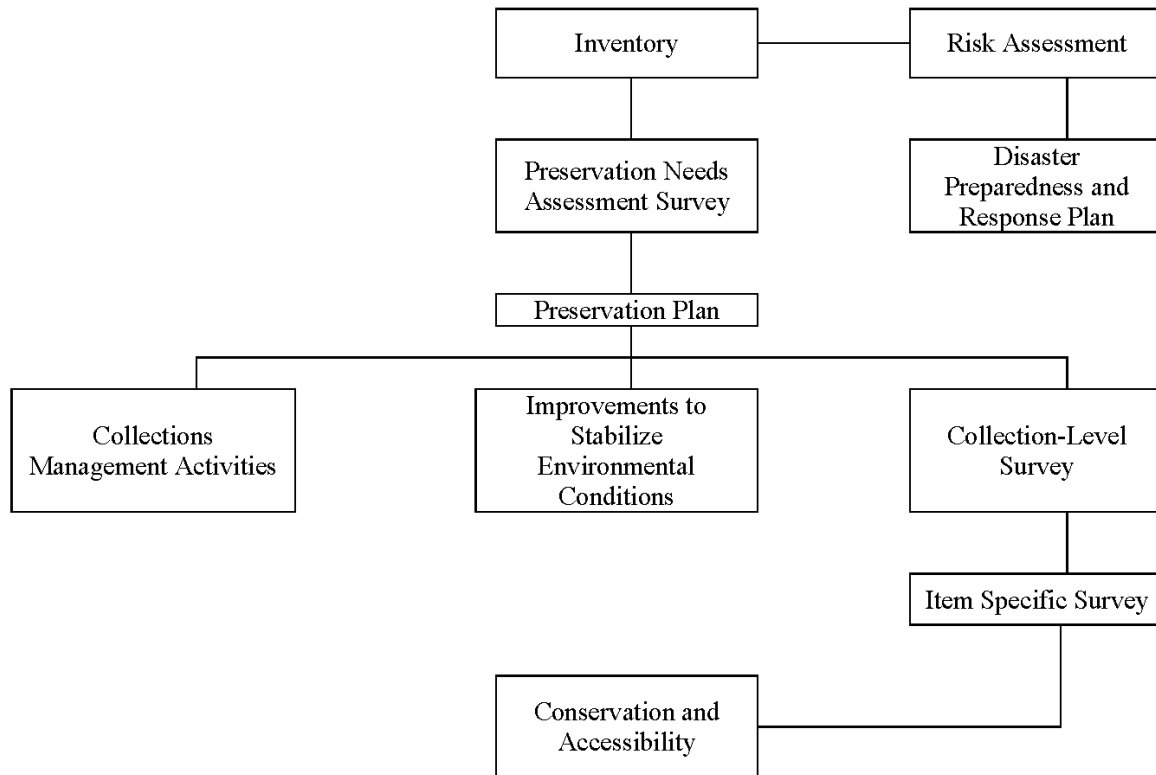 Inventory
Risk Assessment
Preservation Needs
Assessment Survey
Disaster
Preparedness and
Response Plan
Preservation Plan
Collections
Management Activities
Improvements to
Stabilize
Environmental
Conditions
Collection-Level
Survey
Item Specific Survey
Conservation and
Accessibility